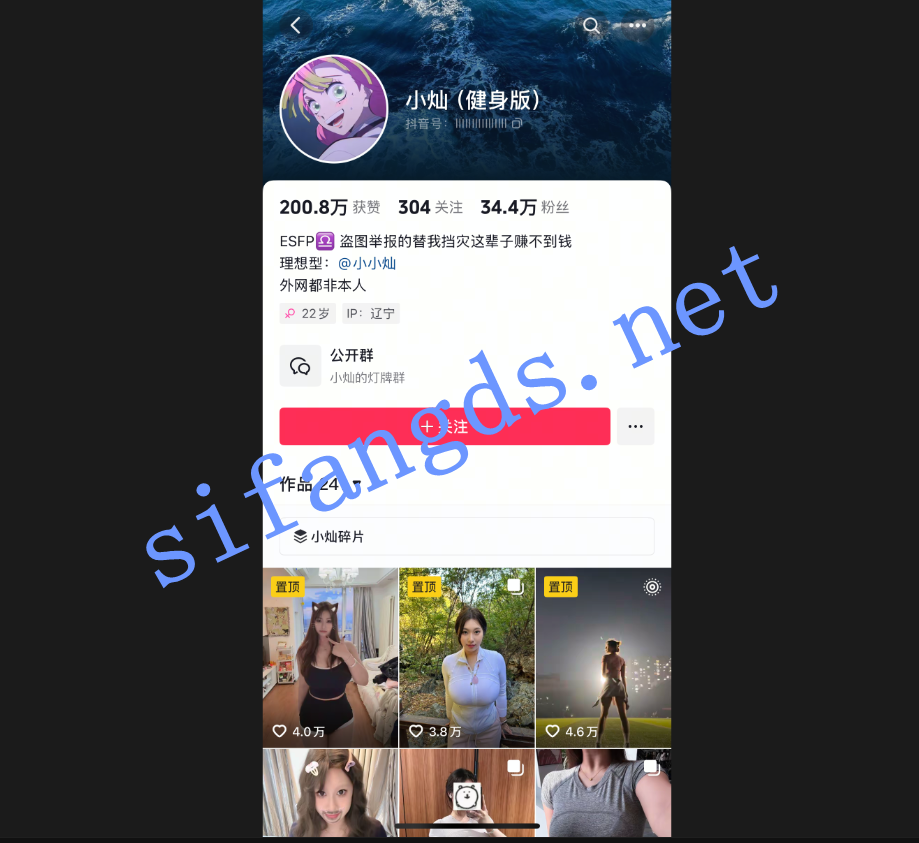 小灿（健身版）
抖音号：
200.8万 获赞 304 关注 34.4万 粉丝
ESFP♎ 盗图举报的替我挡灾这辈子赚不到钱
理想型：@小小灿
外网都非本人
22岁 IP：辽宁
公开群
小灿的灯牌群
+ 关注
sifangds.net
作品 24
小灿碎片
置顶 置顶 置顶
4.0万 3.8万 4.6万